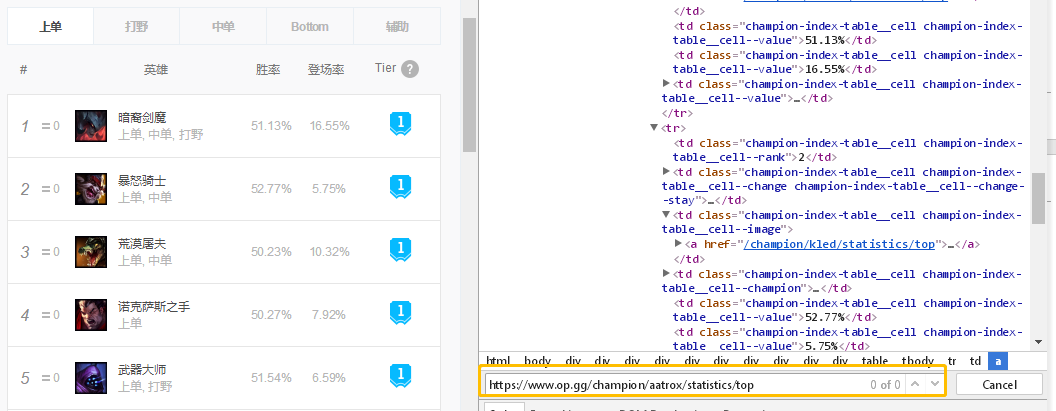 上单 打野 中单 Bottom 辅助
# 英雄 胜率 登场率 Tier ?
1 = 0 暗裔剑魔 51.13% 16.55% 1
上单, 中单, 打野
2 = 0 暴怒骑士 52.77% 5.75% 1
上单, 中单
3 = 0 荒漠屠夫 50.23% 10.32% 1
上单, 中单
4 = 0 诺克萨斯之手 50.27% 7.92% 1
上单
5 = 0 武器大师 51.54% 6.59% 1
上单, 打野
</td>
<td class="champion-index-table__cell champion-index-
table__cell--value">51.13%</td>
<td class="champion-index-table__cell champion-index-
table__cell--value">16.55%</td>
▶<td class="champion-index-table__cell champion-index-
table__cell--value">…</td>
</tr>
▼<tr>
<td class="champion-index-table__cell champion-index-
table__cell--rank">2</td>
▶<td class="champion-index-table__cell champion-index-
table__cell--change champion-index-table__cell--change-
-stay">…</td>
▼<td class="champion-index-table__cell champion-index-
table__cell--image">
▶<a href="/champion/kled/statistics/top">…</a>
</td>
▶<td class="champion-index-table__cell champion-index-
table__cell--champion">…</td>
<td class="champion-index-table__cell champion-index-
table__cell--value">52.77%</td>
<td class="champion-index-table__cell champion-index-
table__cell--value">5.75%</td>
html body div div div div div div div div div table tbody tr td a
https://www.op.gg/champion/aatrox/statistics/top 0 of 0 Cancel